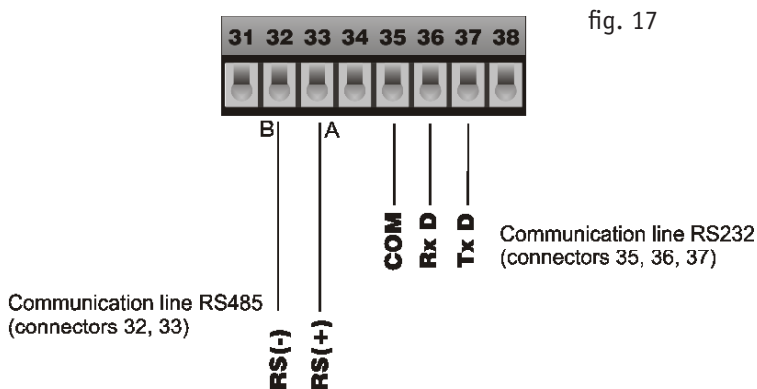 fig. 17
31 32 33 34 35 36 37 38
B A
COM
Rx D
Tx D
Communication line RS232
(connectors 35, 36, 37)
Communication line RS485
(connectors 32, 33)
RS(-)
RS(+)